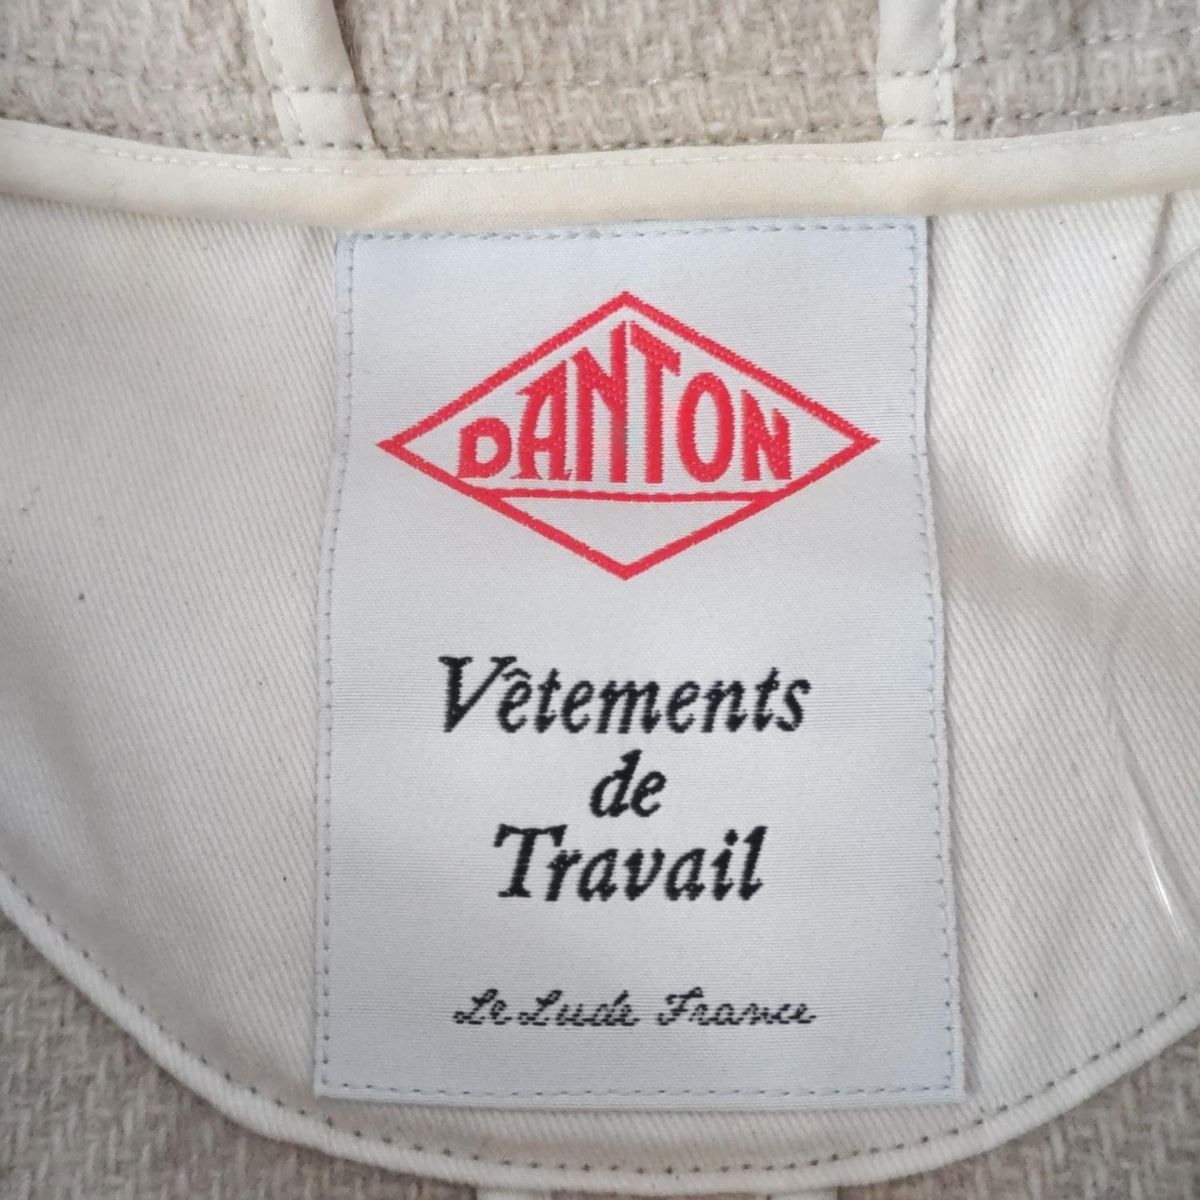 DANTON
Vêtements
de
Travail
Le Lude France